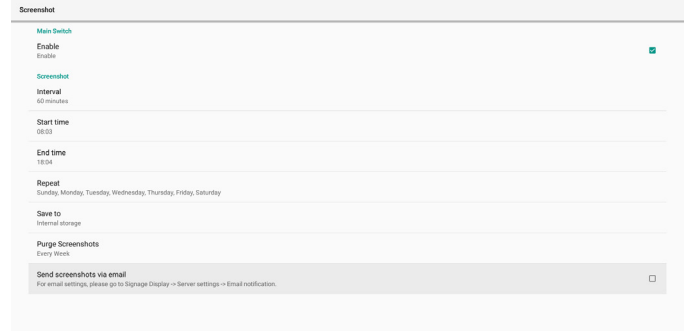 Screenshot
Main Switch
Enable
Enable
Screenshot
Interval
60 minutes
Start time
08:03
End time
18:04
Repeat
Sunday, Monday, Tuesday, Wednesday, Thursday, Friday, Saturday
Save to
Internal storage
Purge Screenshots
Every Week
Send screenshots via email
For email settings, please go to Signage Display -> Server settings -> Email notification.